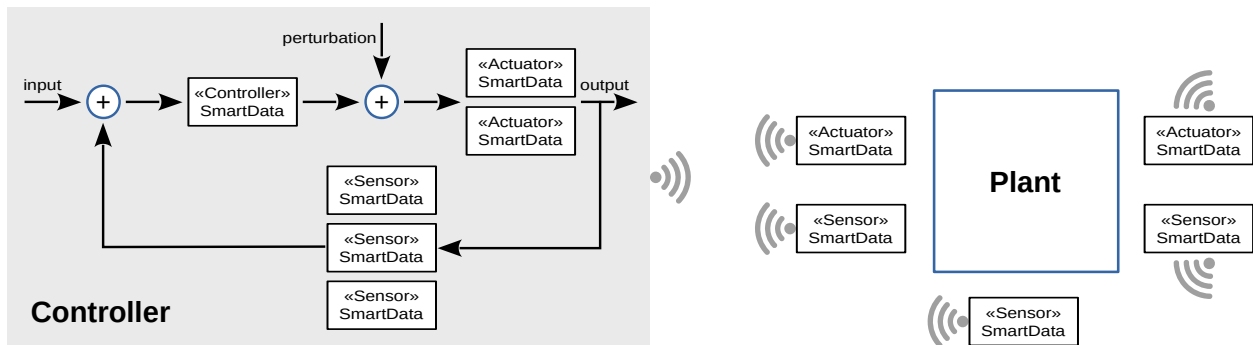 perturbation
input
«Controller»
SmartData
«Actuator»
SmartData
output
«Actuator»
SmartData
«Sensor»
SmartData
«Sensor»
SmartData
«Sensor»
SmartData
Controller
+
+
«Actuator»
SmartData
«Sensor»
SmartData
Plant
«Actuator»
SmartData
«Sensor»
SmartData
«Sensor»
SmartData